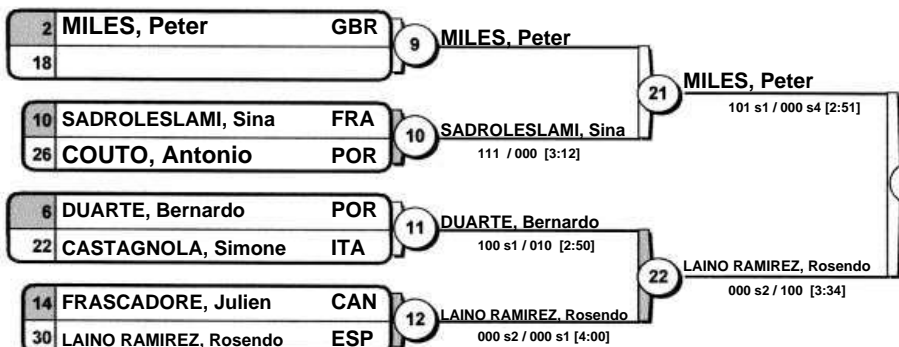 2 MILES, Peter GBR
18
9 MILES, Peter
10 SADROLESLAMI, Sina FRA
26 COUTO, Antonio POR
10 SADROLESLAMI, Sina
111 / 000 [3:12]
21 MILES, Peter
101 s1 / 000 s4 [2:51]
6 DUARTE, Bernardo POR
22 CASTAGNOLA, Simone ITA
11 DUARTE, Bernardo
100 s1 / 010 [2:50]
14 FRASCADORE, Julien CAN
30 LAINO RAMIREZ, Rosendo ESP
12 LAINO RAMIREZ, Rosendo
000 s2 / 000 s1 [4:00]
22 LAINO RAMIREZ, Rosendo
000 s2 / 100 [3:34]